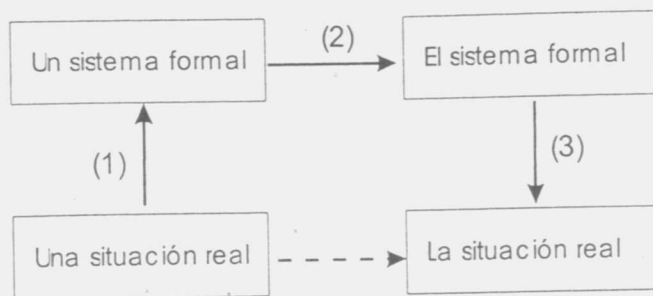 Un sistema formal
(2)
El sistema formal
(1)
(3)
Una situación real
La situación real